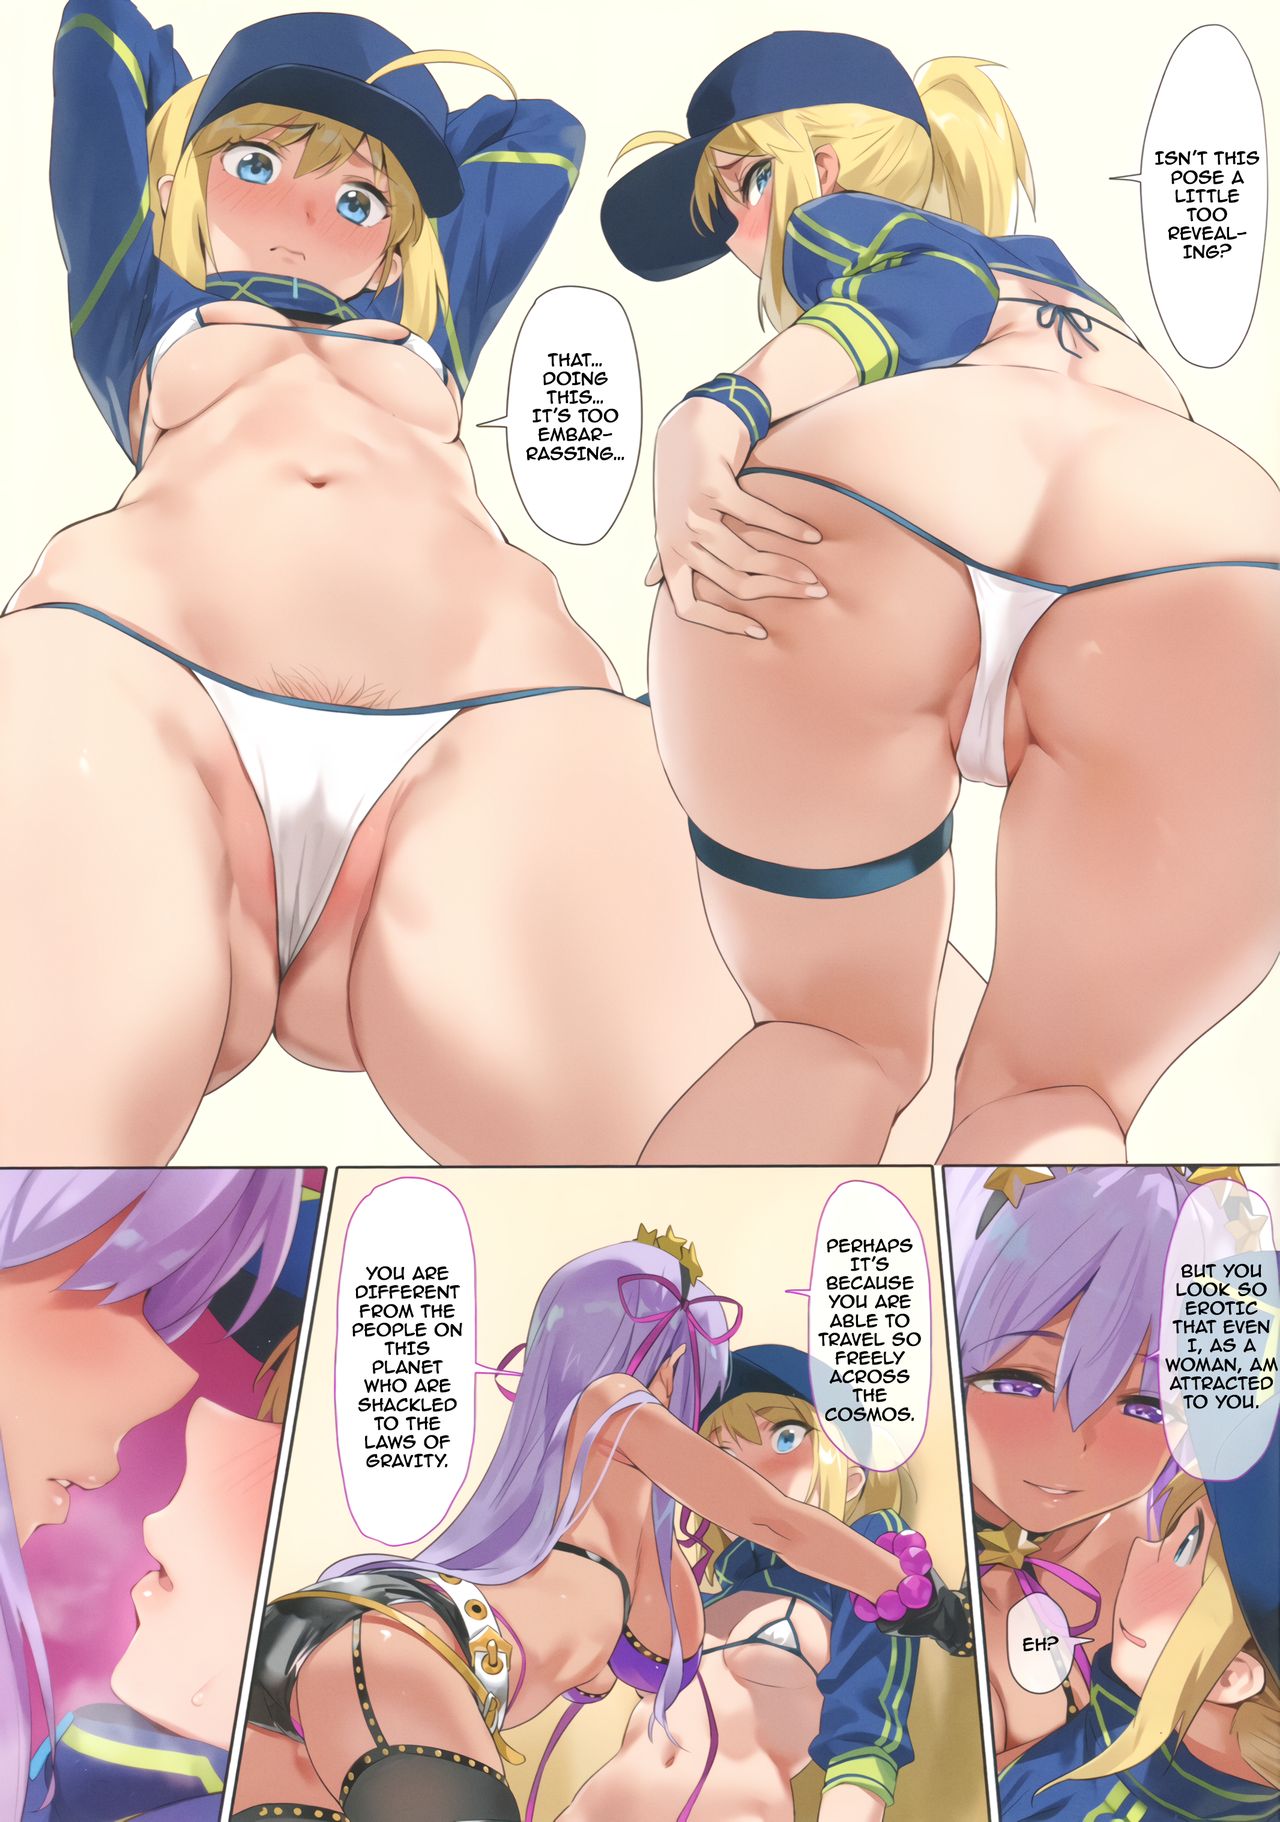 ISN'T THIS
POSE A
LITTLE
TOO
REVEAL-
ING?
THAT...
DOING
THIS...
IT'S TOO
EMBAR-
RASSING...
BUT YOU
LOOK SO
EROTIC
THAT EVEN
I, AS A
WOMAN, AM
ATTRACTED
TO YOU.
EH?
PERHAPS
IT'S
BECAUSE
YOU ARE
ABLE TO
TRAVEL SO
FREELY
ACROSS
THE
COSMOS.
YOU ARE
DIFFERENT
FROM THE
PEOPLE ON
THIS
PLANET
WHO ARE
SHACKLED
TO THE
LAWS OF
GRAVITY.